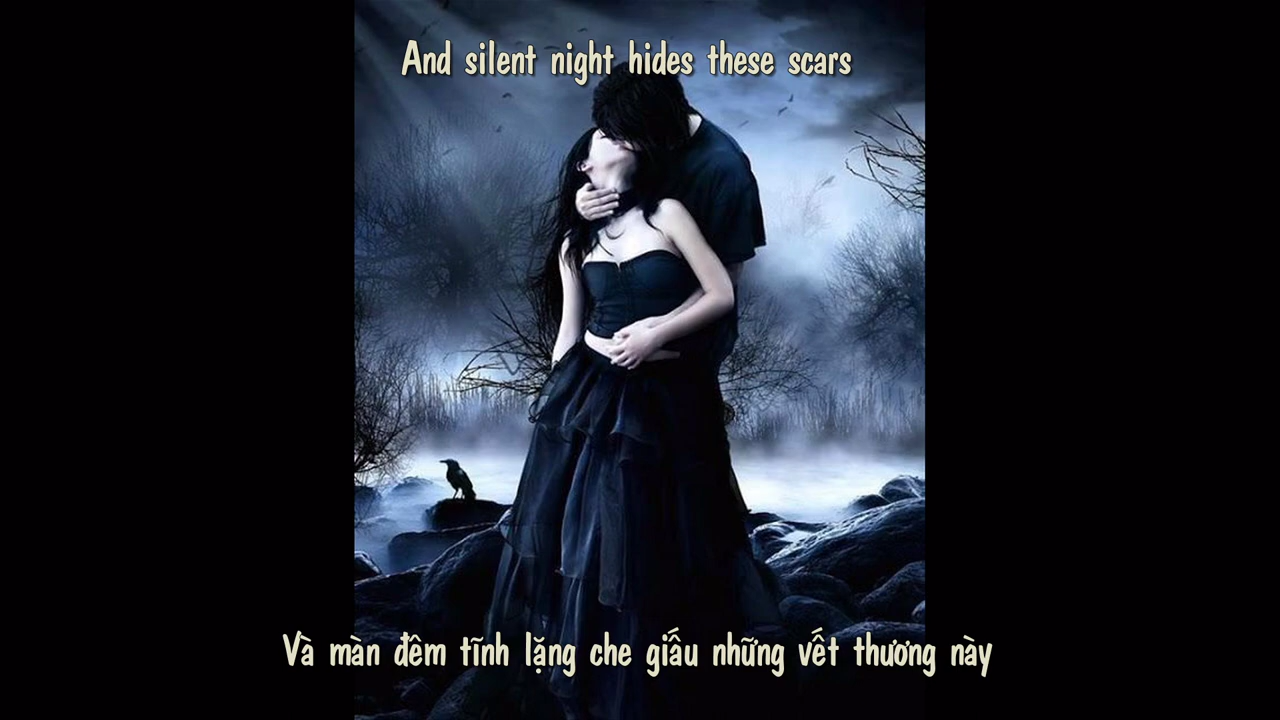 And silent night hides these scars
Và màn đêm tĩnh lặng che giấu những vết thương này